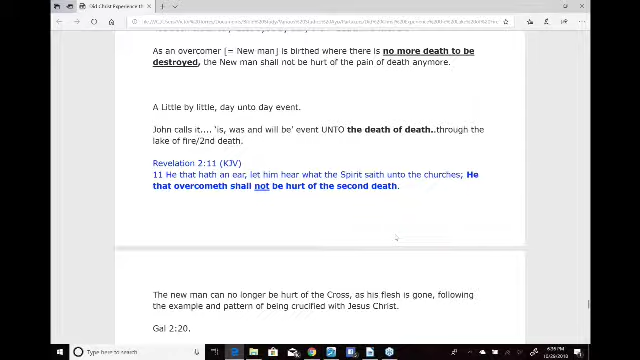 Did Christ Experience t
As an overcomer [= New man] is birthed where there is no more death to be
destroyed, the New man shall not be hurt of the pain of death anymore.
A Little by little, day unto day event.
John calls it.... 'is, was and will be' event UNTO the death of death..through the
lake of fire/2nd death.
Revelation 2:11 (KJV)
11 He that hath an ear, let him hear what the Spirit saith unto the churches; He
that overcometh shall not be hurt of the second death.
The new man can no longer be hurt of the Cross, as his flesh is gone, following
the example and pattern of being crucified with Jesus Christ.
Gal 2:20.
Type here to search